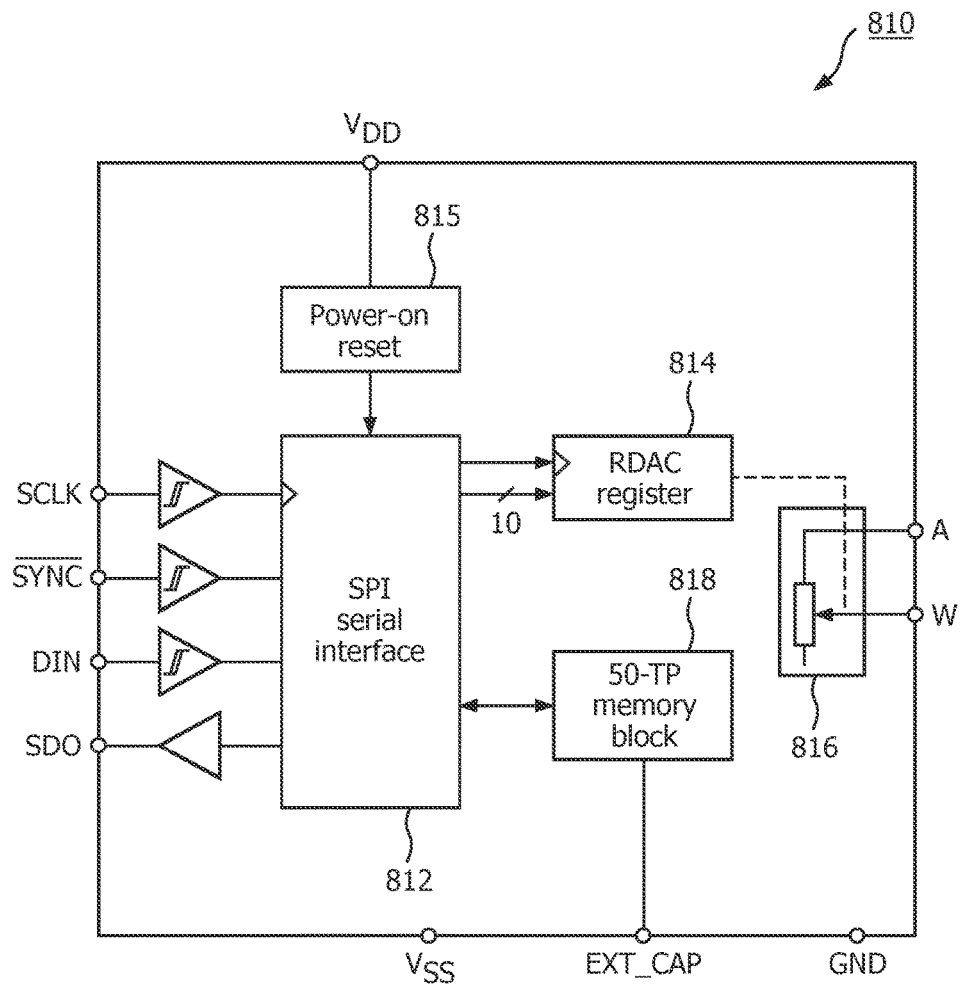 810
VDD
815
Power-on
reset
814
RDAC
register
SCLK
10
A
SYNC
SPI
serial
interface
818
W
DIN
50-TP
memory
block
SDO
816
812
VSS
EXT_CAP
GND